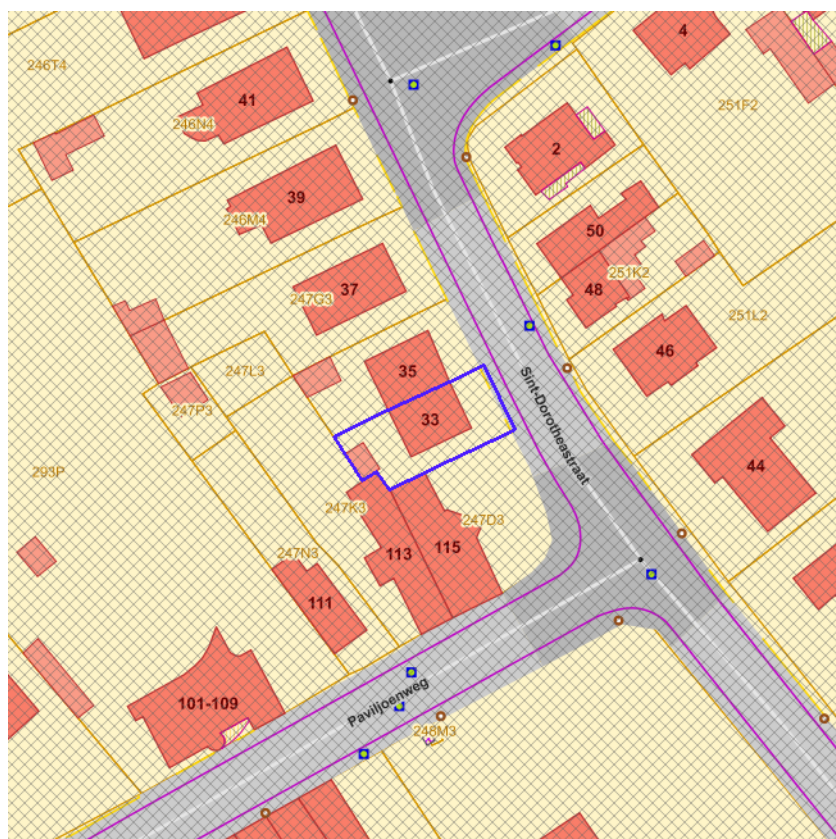 4
246T4
41
246N4
251F2
2
39
246M4
50
251K2
48
37
247G3
251L2
46
35
247L3
Sint-Dorotheastraat
247P3
33
44
293P
247K3
247D3
115
113
247N3
111
101-109
Paviljoenweg
248M3